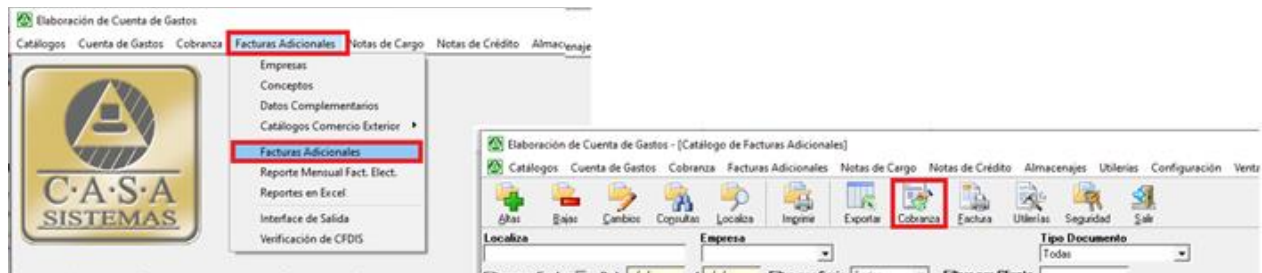 Elaboración de Cuenta de Gastos
Catálogos Cuenta de Gastos Cobranza Facturas Adicionales Notas de Cargo Notas de Crédito Almacenaje
Empresas
Conceptos
Datos Complementarios
Catálogos Comercio Exterior
Facturas Adicionales
Reporte Mensual Fact. Elect.
Reportes en Excel
Interface de Salida
Verificación de CFDIS
C·A·S·A
SISTEMAS
Elaboración de Cuenta de Gastos - [Catálogo de Facturas Adicionales]
Catálogos Cuenta de Gastos Cobranza Facturas Adicionales Notas de Cargo Notas de Crédito Almacenajes Utilerías Configuración Venta
Altas Bajas Cambios Consultas Localiza Imprime Exportar Cobranza Factura Utilerías Seguridad Salir
Localiza Empresa Tipo Documento
Todas